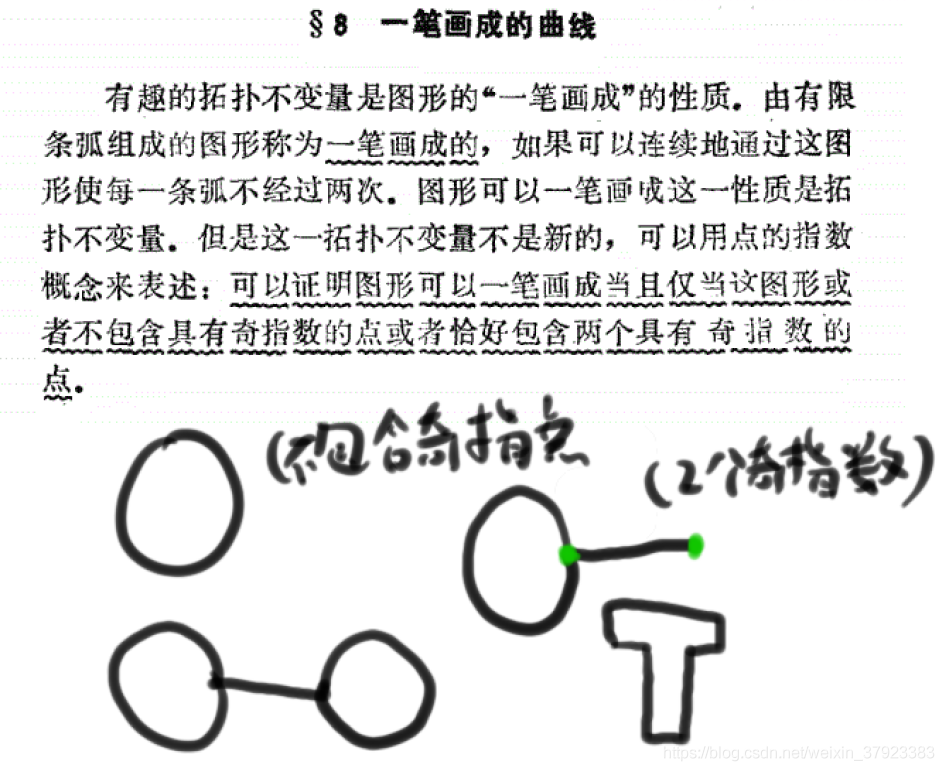 §8 一笔画成的曲线
有趣的拓扑不变量是图形的“一笔画成”的性质．由有限
条弧组成的图形称为一笔画成的，如果可以连续地通过这图
形使每一条弧不经过两次．图形可以一笔画成这一性质是拓
扑不变量．但是这一拓扑不变量不是新的，可以用点的指数
概念来表述：可以证明图形可以一笔画成当且仅当这图形或
者不包含具有奇指数的点或者恰好包含两个具有奇指数的
点．
(不包含奇指点
(2个奇指数)
https://blog.csdn.net/weixin_37923383